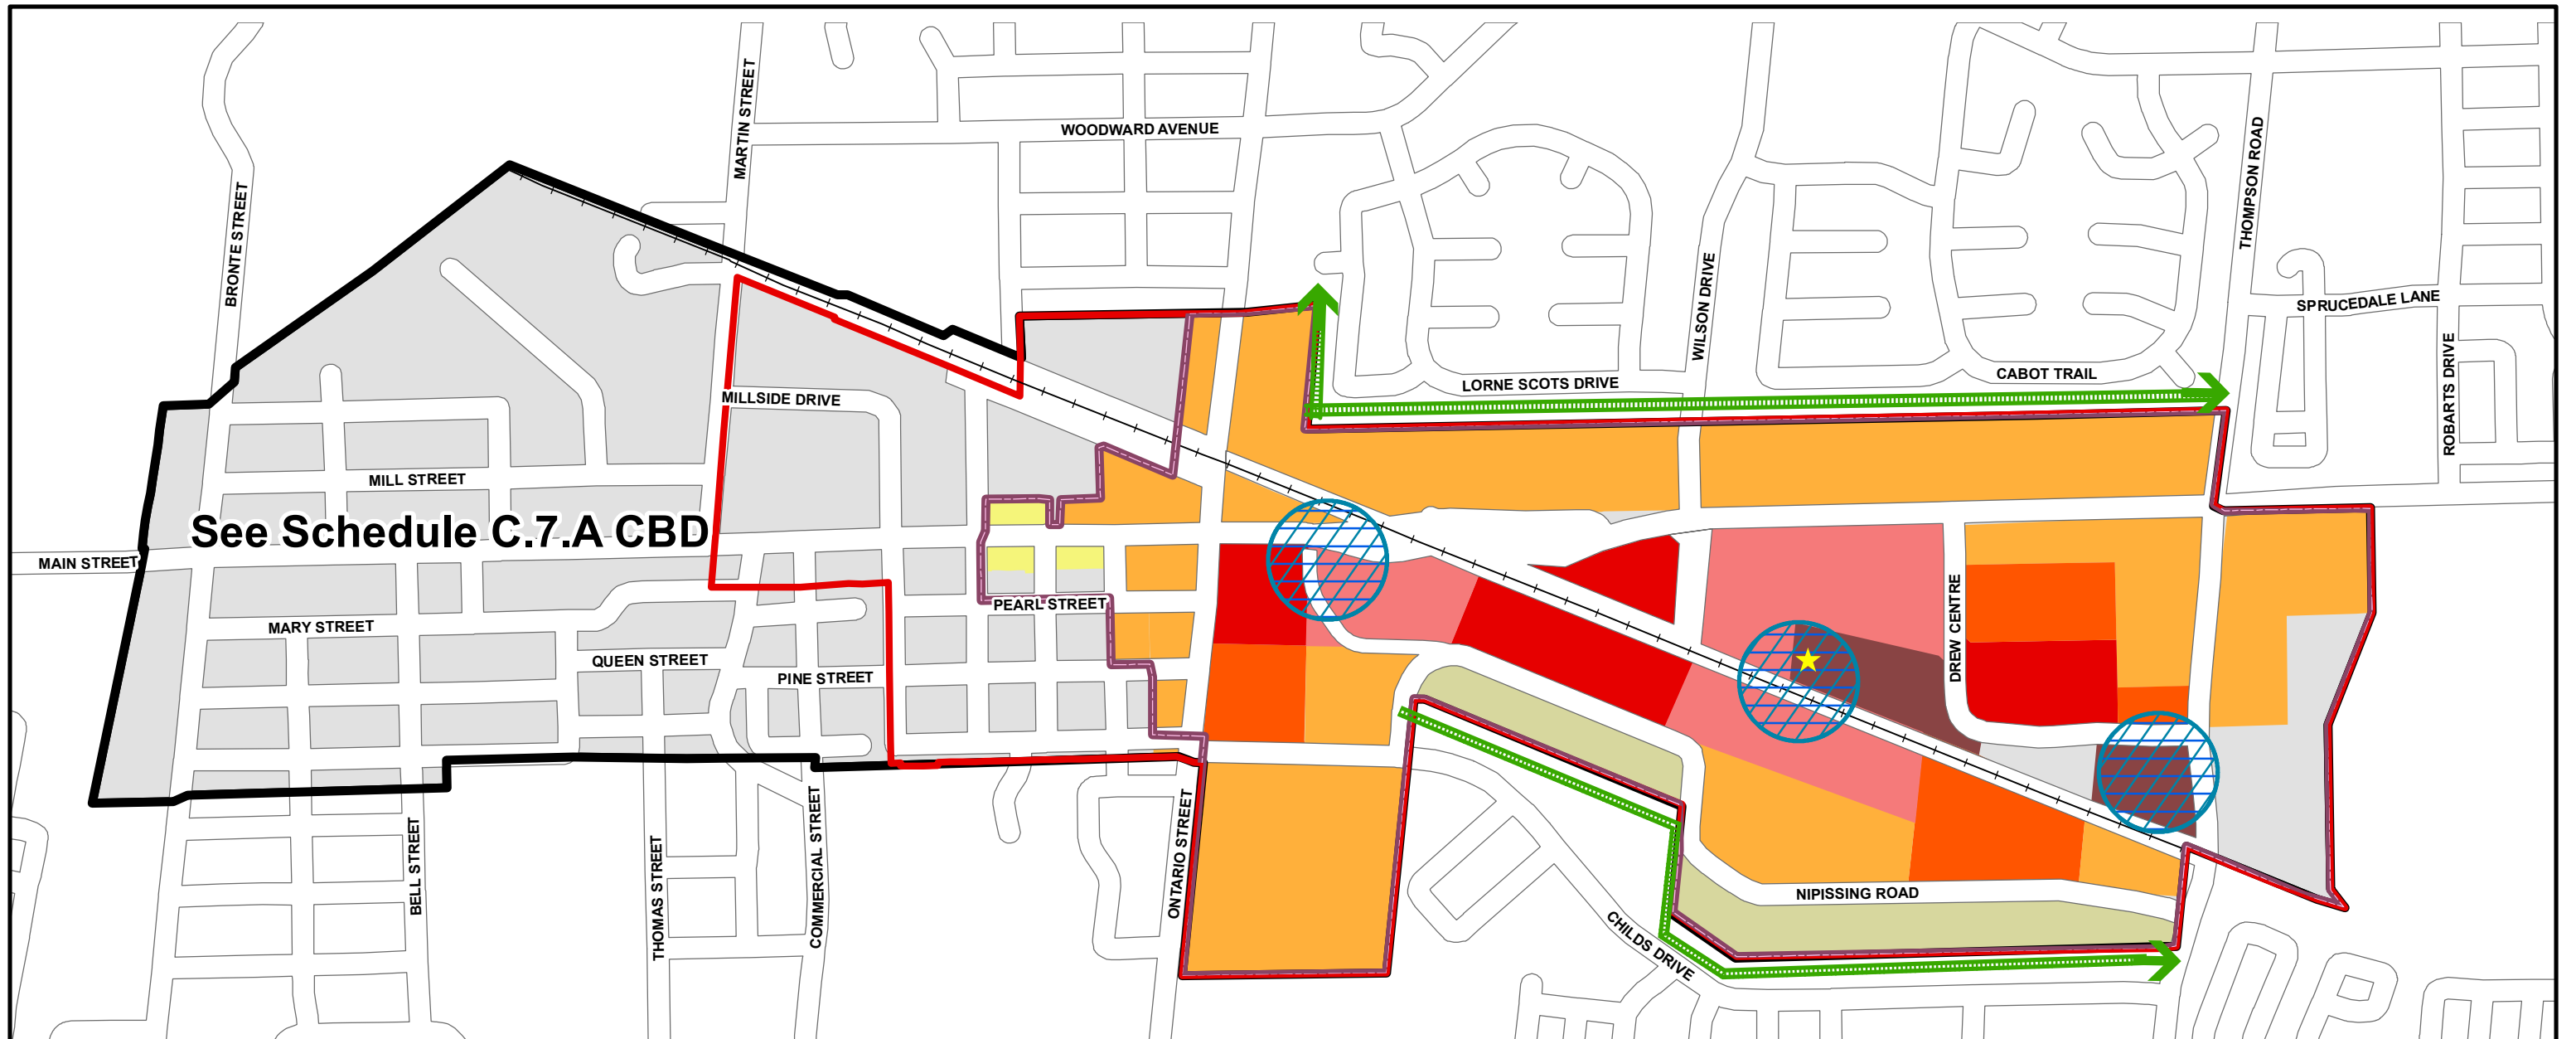 MARTIN STREET
WOODWARD AVENUE
THOMPSON ROAD
BRONTE STREET
WILSON DRIVE
SPRUCEDALE LANE
ROBARTS DRIVE
CABOT TRAIL
LORNE SCOTS DRIVE
MILLSIDE DRIVE
MILL STREET
See Schedule C.7.A CBD
MAIN STREET
PEARL STREET
MARY STREET
DREW CENTRE
QUEEN STREET
PINE STREET
ONTARIO STREET
BELL STREET
THOMAS STREET
COMMERCIAL STREET
NIPISSING ROAD
CHILDS DRIVE